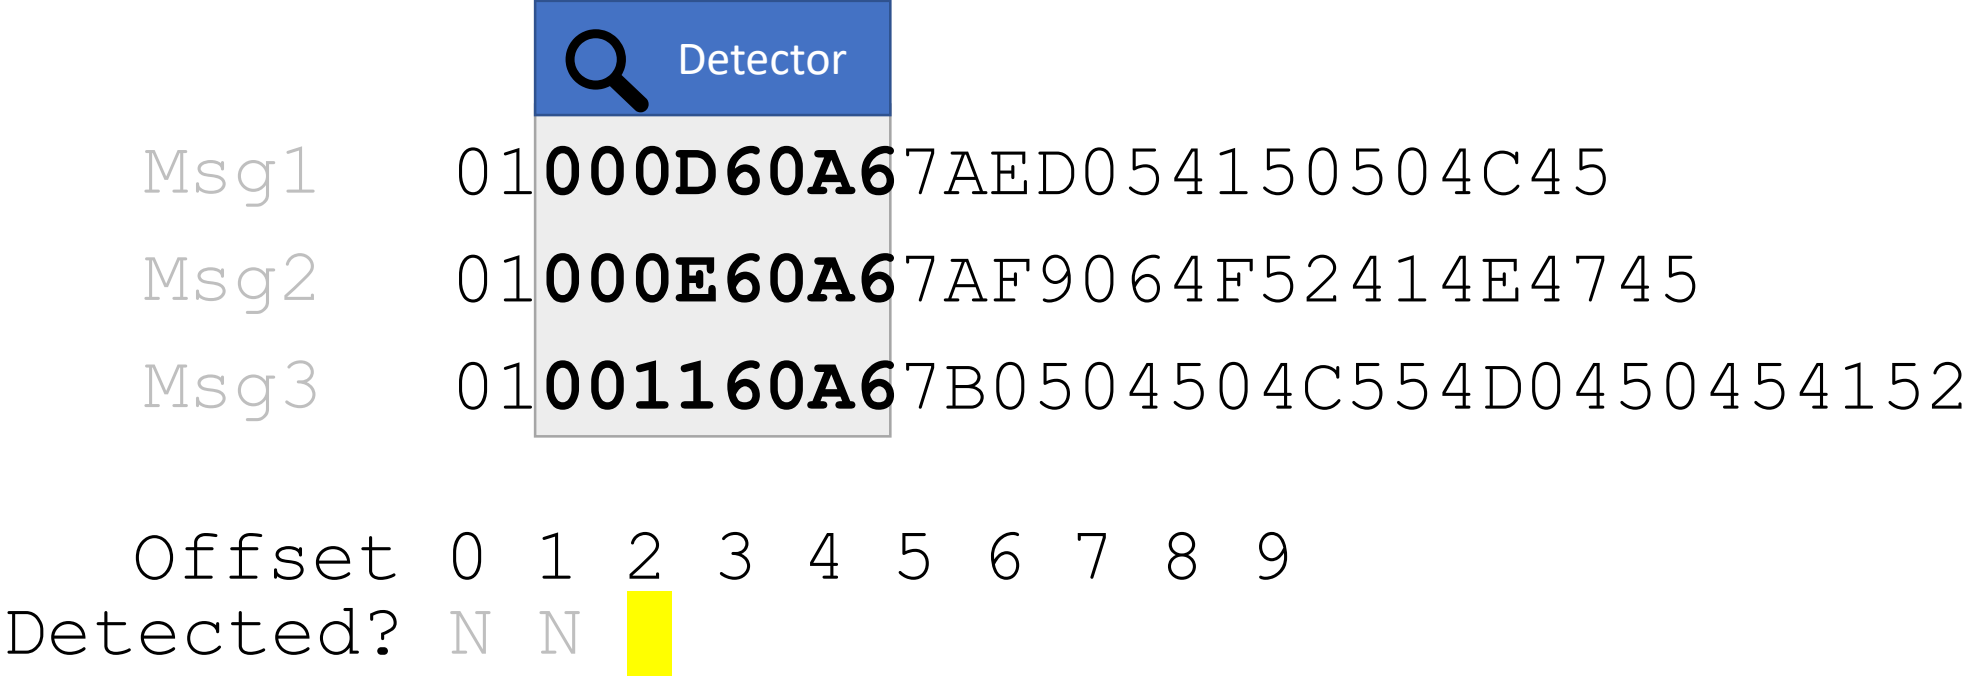 Detector
Msg1 01000D60A67AED054150504C45
Msg2 01000E60A67AF9064F52414E4745
Msg3 01001160A67B0504504C554D0450454152
Offset 0 1 2 3 4 5 6 7 8 9
Detected? N N